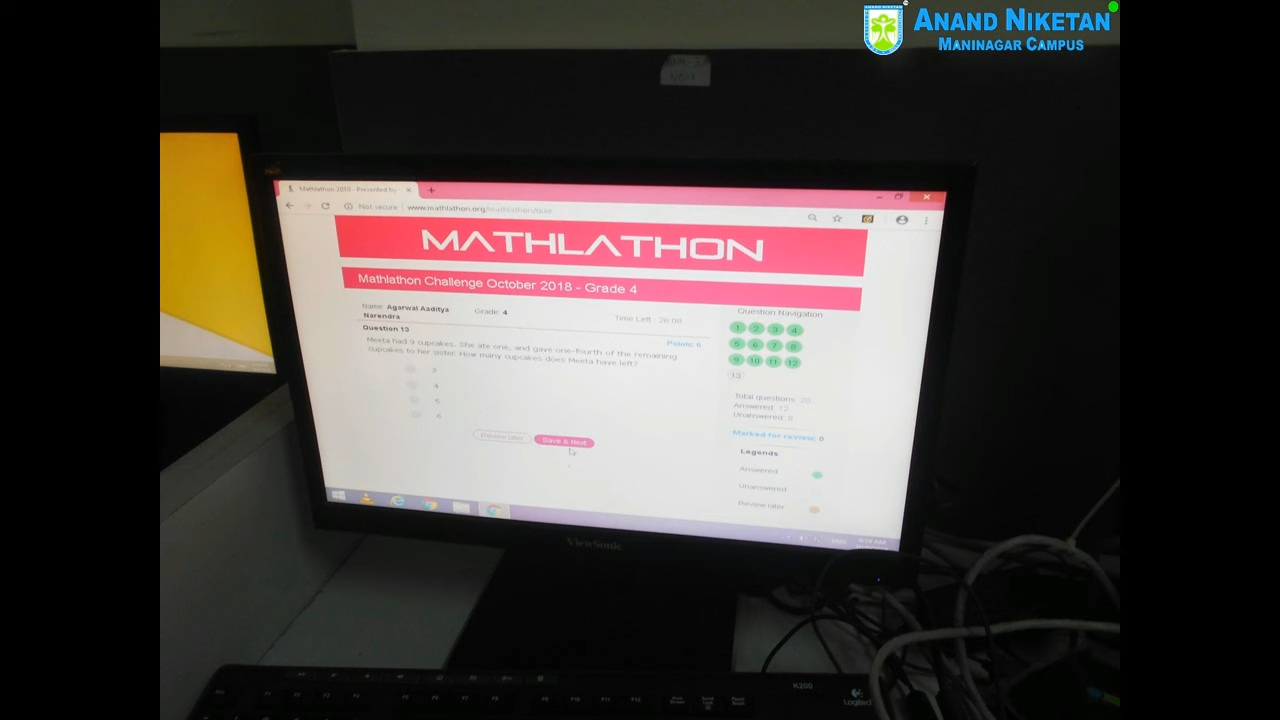 ANAND NIKETAN
MANINAGAR CAMPUS
Mathlathon 2018 - Presented by
Not secure | www.mathlathon.org/mathlathon/quiz
MATHLATHON
Mathlathon Challenge October 2018 - Grade 4
Name: Agarwal Aaditya Narendra
Grade: 4
Time Left : 26:08
Question 13
Points: 6
Meeta had 9 cupcakes. She ate one, and gave one-fourth of the remaining
cupcakes to her sister. How many cupcakes does Meeta have left?
3
4
5
6
Review later
Save & Next
Question Navigation
1 2 3 4
5 6 7 8
9 10 11 12
13
Total questions: 20
Answered: 12
Unanswered: 8
Marked for review: 0
Legends
Answered
Unanswered
Review later
ViewSonic
K200
Logitech